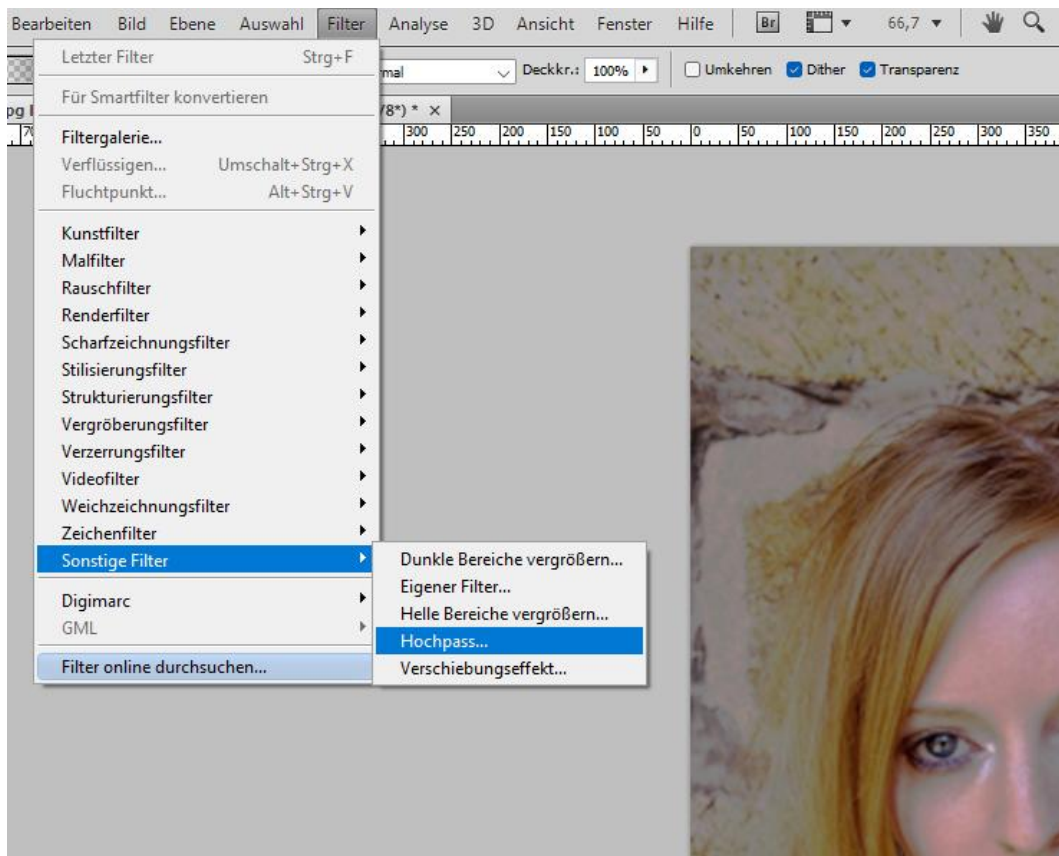 Bearbeiten Bild Ebene Auswahl Filter Analyse 3D Ansicht Fenster Hilfe Br 66,7
Letzter Filter Strg+F
Deckkr.: 100% Umkehren Dither Transparenz
Für Smartfilter konvertieren
/8*) * ×
300 250 200 150 100 50 0 50 100 150 200 250 300 350
Filtergalerie...
Verflüssigen... Umschalt+Strg+X
Fluchtpunkt... Alt+Strg+V
Kunstfilter
Malfilter
Rauschfilter
Renderfilter
Scharfzeichnungsfilter
Stilisierungsfilter
Strukturierungsfilter
Vergröberungsfilter
Verzerrungsfilter
Videofilter
Weichzeichnungsfilter
Zeichenfilter
Sonstige Filter
Dunkle Bereiche vergrößern...
Eigener Filter...
Helle Bereiche vergrößern...
Hochpass...
Verschiebungseffekt...
Digimarc
GML
Filter online durchsuchen...